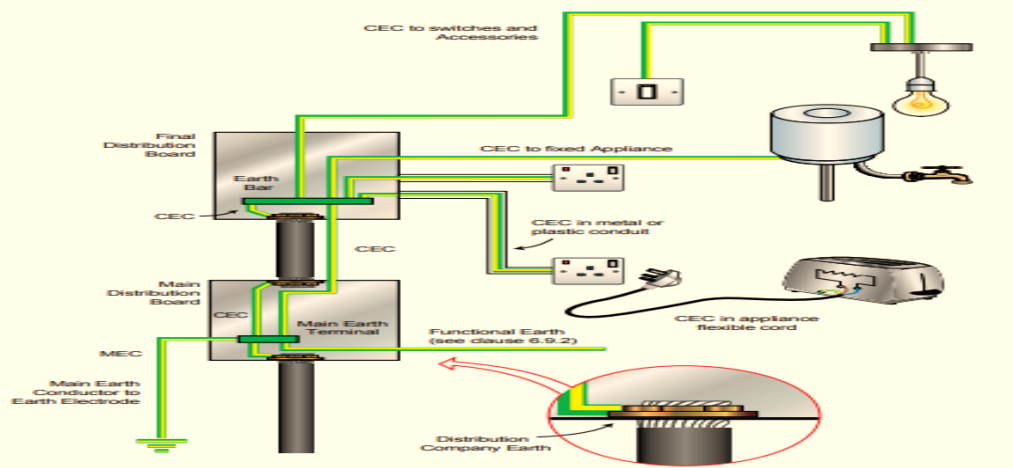 CEC to switches and
Accessories
Final
Distribution
Board
CEC to fixed Appliance
Earth
Bar
CEC
CEC in metal or
plastic conduit
CEC
Main
Distribution
Board
CEC
Main Earth
Terminal
CEC in appliance
flexible cord
Functional Earth
(see clause 6.9.2)
MEC
Main Earth
Conductor to
Earth Electrode
Distribution
Company Earth